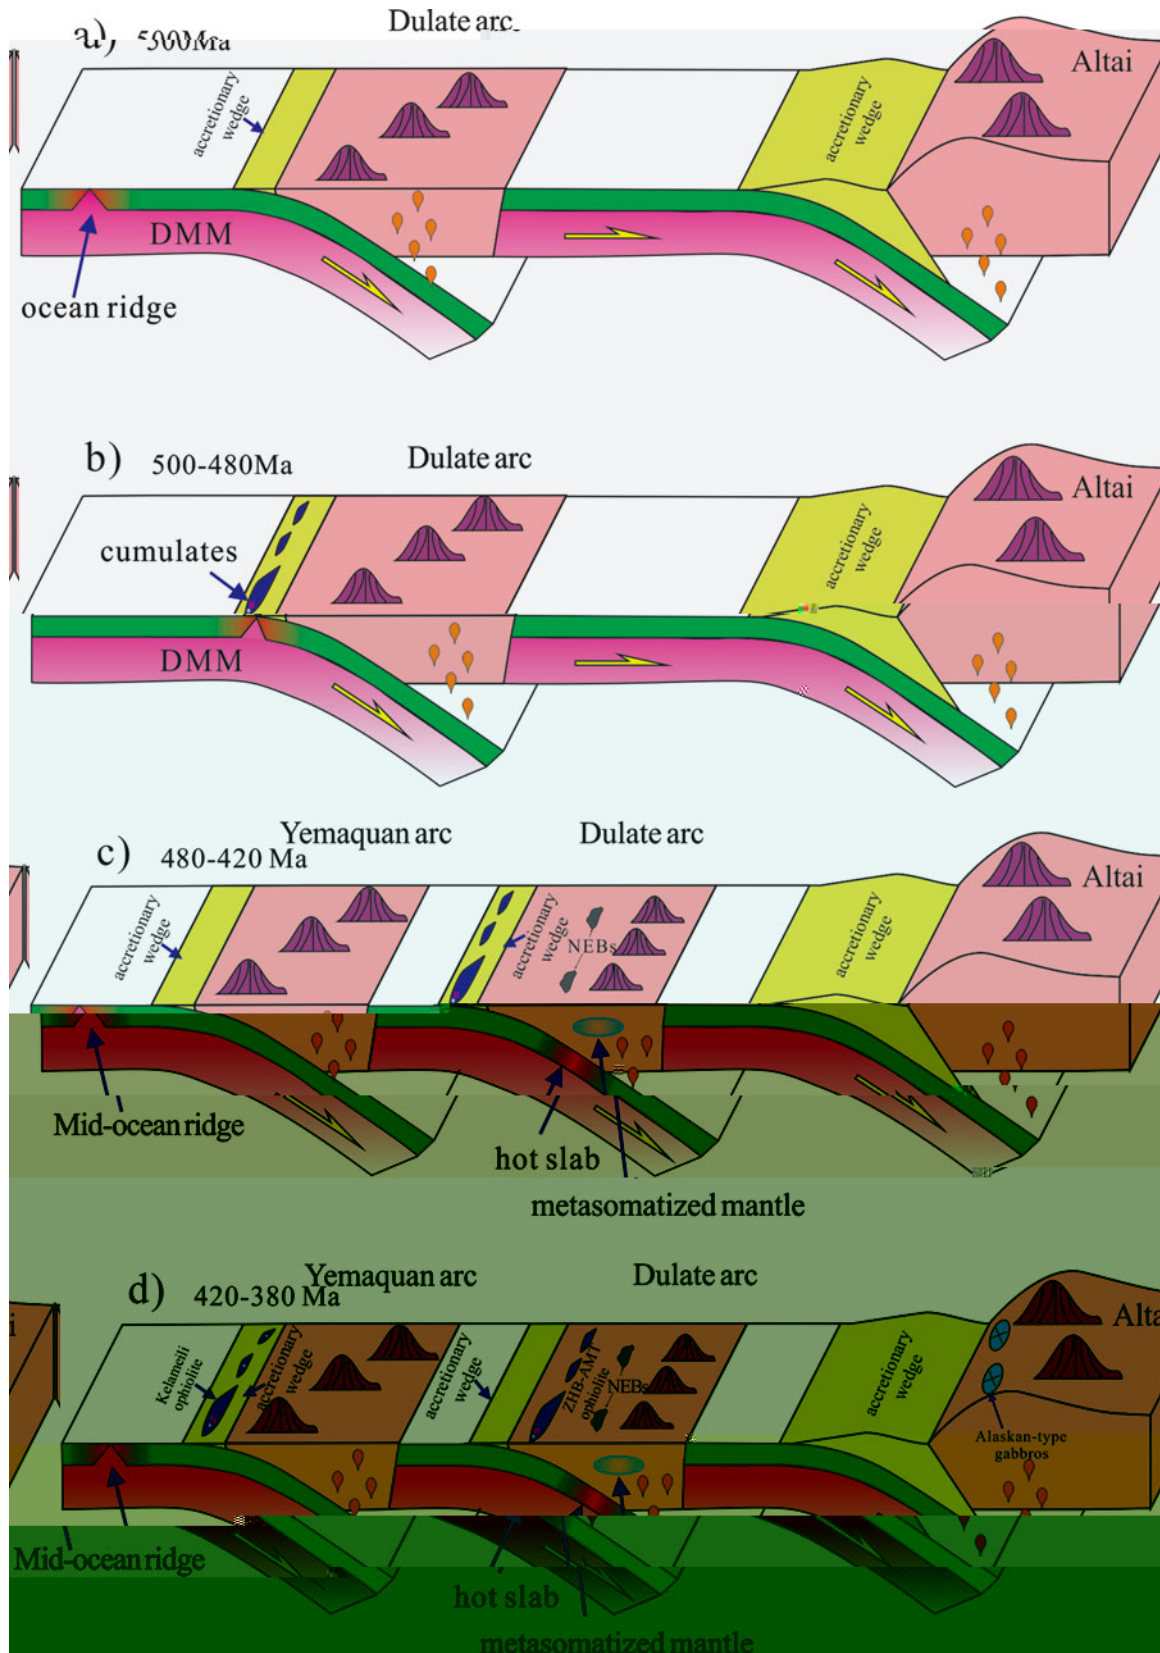 Dulate arc
a) 500Ma
Altai
accretionary
wedge
accretionary
wedge
DMM
ocean ridge
b) 500-480Ma
Dulate arc
Altai
cumulates
accretionary
wedge
DMM
Yemaquan arc
Dulate arc
c) 480-420 Ma
Altai
accretionary
wedge
accretionary
wedge
NEBs
accretionary
wedge
Mid-ocean ridge
hot slab
metasomatized mantle
Yemaquan arc
Dulate arc
d) 420-380 Ma
i
Alta
Kelameili
ophiolite
accretionary
wedge
accretionary
wedge
ZHB-AMT
ophiolite
NEBs
accretionary
wedge
Alaskan-type
gabbros
Mid-ocean ridge
hot slab
metasomatized mantle